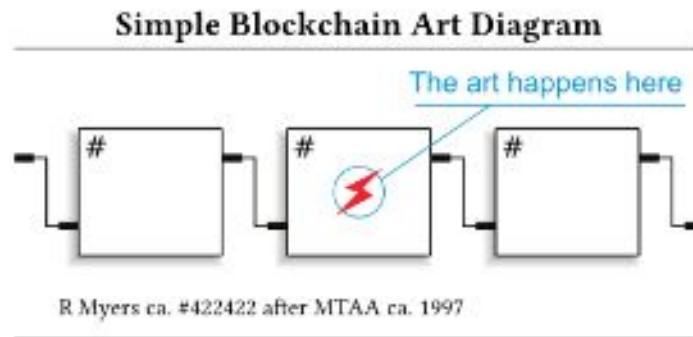 Simple Blockchain Art Diagram
The art happens here
# # #
R Myers ca. #422422 after MTAA ca. 1997